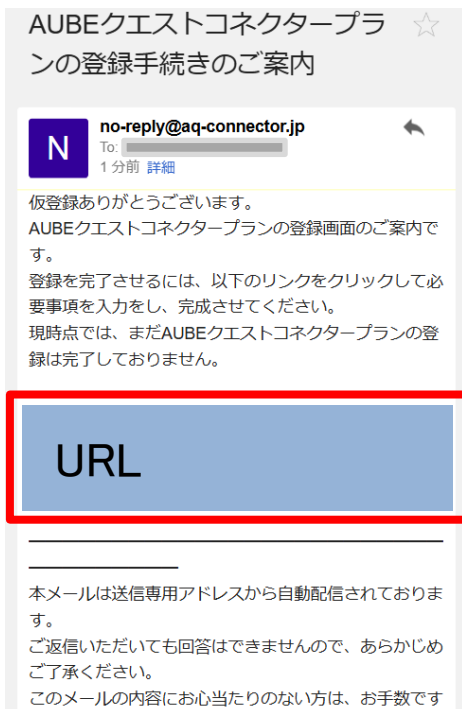 AUBEクエストコネクタープラ
ンの登録手続きのご案内
N
no-reply@aq-connector.jp
To:
1 分前 詳細
仮登録ありがとうございます。
AUBEクエストコネクタープランの登録画面のご案内で
す。
登録を完了させるには、以下のリンクをクリックして必
要事項を入力をし、完成させてください。
現時点では、まだAUBEクエストコネクタープランの登
録は完了しておりません。
URL
本メールは送信専用アドレスから自動配信されておりま
す。
ご返信いただいても回答はできませんので、あらかじめ
ご了承ください。
このメールの内容にお心当たりのない方は、お手数です